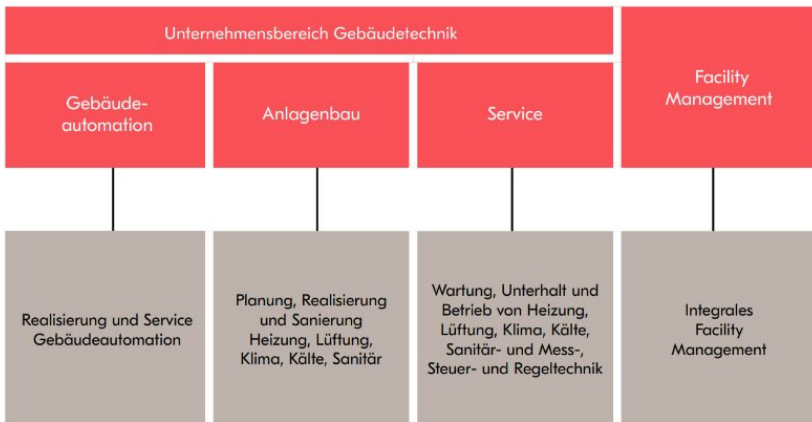 Unternehmensbereich Gebäudetechnik
Gebäude-
automation
Anlagenbau
Service
Facility
Management
Realisierung und Service
Gebäudeautomation
Planung, Realisierung
und Sanierung
Heizung, Lüftung,
Klima, Kälte, Sanitär
Wartung, Unterhalt und
Betrieb von Heizung,
Lüftung, Klima, Kälte,
Sanitär- und Mess-,
Steuer- und Regeltechnik
Integrales
Facility
Management